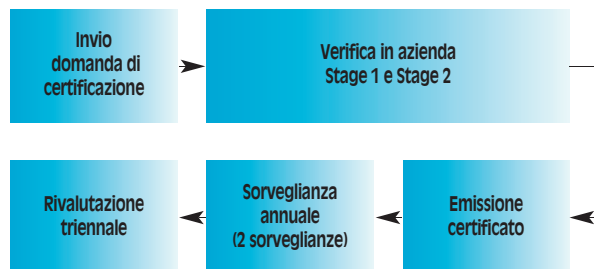 Invio
domanda di
certificazione
Verifica in azienda
Stage 1 e Stage 2
Emissione
certificato
Sorveglianza
annuale
(2 sorveglianze)
Rivalutazione
triennale